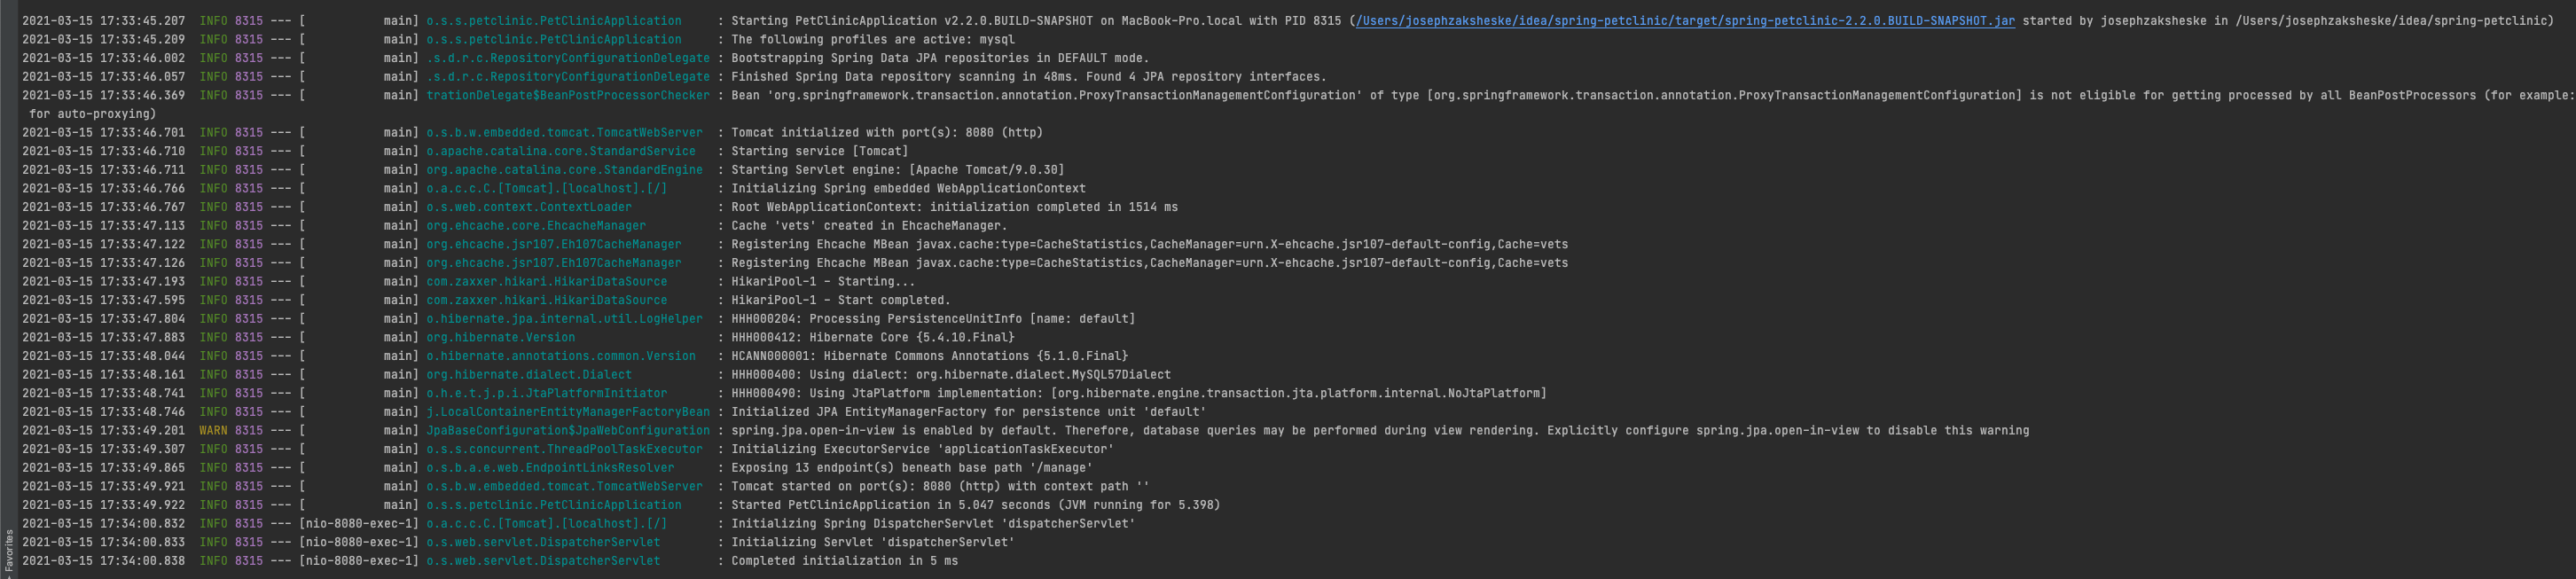 2021-03-15 17:33:45.207  INFO 8315 --- [           main] o.s.s.petclinic.PetClinicApplication     : Starting PetClinicApplication v2.2.0.BUILD-SNAPSHOT on MacBook-Pro.local with PID 8315 (/Users/josephzaksheske/idea/spring-petclinic/target/spring-petclinic-2.2.0.BUILD-SNAPSHOT.jar started by josephzaksheske in /Users/josephzaksheske/idea/spring-petclinic)
2021-03-15 17:33:45.209  INFO 8315 --- [           main] o.s.s.petclinic.PetClinicApplication     : The following profiles are active: mysql
2021-03-15 17:33:46.002  INFO 8315 --- [           main] .s.d.r.c.RepositoryConfigurationDelegate : Bootstrapping Spring Data JPA repositories in DEFAULT mode.
2021-03-15 17:33:46.057  INFO 8315 --- [           main] .s.d.r.c.RepositoryConfigurationDelegate : Finished Spring Data repository scanning in 48ms. Found 4 JPA repository interfaces.
2021-03-15 17:33:46.369  INFO 8315 --- [           main] trationDelegate$BeanPostProcessorChecker : Bean 'org.springframework.transaction.annotation.ProxyTransactionManagementConfiguration' of type [org.springframework.transaction.annotation.ProxyTransactionManagementConfiguration] is not eligible for getting processed by all BeanPostProcessors (for example:
for auto-proxying)
2021-03-15 17:33:46.701  INFO 8315 --- [           main] o.s.b.w.embedded.tomcat.TomcatWebServer  : Tomcat initialized with port(s): 8080 (http)
2021-03-15 17:33:46.710  INFO 8315 --- [           main] o.apache.catalina.core.StandardService   : Starting service [Tomcat]
2021-03-15 17:33:46.711  INFO 8315 --- [           main] org.apache.catalina.core.StandardEngine  : Starting Servlet engine: [Apache Tomcat/9.0.30]
2021-03-15 17:33:46.766  INFO 8315 --- [           main] o.a.c.c.C.[Tomcat].[localhost].[/]       : Initializing Spring embedded WebApplicationContext
2021-03-15 17:33:46.767  INFO 8315 --- [           main] o.s.web.context.ContextLoader            : Root WebApplicationContext: initialization completed in 1514 ms
2021-03-15 17:33:47.113  INFO 8315 --- [           main] org.ehcache.core.EhcacheManager          : Cache 'vets' created in EhcacheManager.
2021-03-15 17:33:47.122  INFO 8315 --- [           main] org.ehcache.jsr107.Eh107CacheManager     : Registering Ehcache MBean javax.cache:type=CacheStatistics,CacheManager=urn.X-ehcache.jsr107-default-config,Cache=vets
2021-03-15 17:33:47.126  INFO 8315 --- [           main] org.ehcache.jsr107.Eh107CacheManager     : Registering Ehcache MBean javax.cache:type=CacheStatistics,CacheManager=urn.X-ehcache.jsr107-default-config,Cache=vets
2021-03-15 17:33:47.193  INFO 8315 --- [           main] com.zaxxer.hikari.HikariDataSource       : HikariPool-1 - Starting...
2021-03-15 17:33:47.595  INFO 8315 --- [           main] com.zaxxer.hikari.HikariDataSource       : HikariPool-1 - Start completed.
2021-03-15 17:33:47.804  INFO 8315 --- [           main] o.hibernate.jpa.internal.util.LogHelper  : HHH000204: Processing PersistenceUnitInfo [name: default]
2021-03-15 17:33:47.883  INFO 8315 --- [           main] org.hibernate.Version                    : HHH000412: Hibernate Core {5.4.10.Final}
2021-03-15 17:33:48.044  INFO 8315 --- [           main] o.hibernate.annotations.common.Version   : HCANN000001: Hibernate Commons Annotations {5.1.0.Final}
2021-03-15 17:33:48.161  INFO 8315 --- [           main] org.hibernate.dialect.Dialect            : HHH000400: Using dialect: org.hibernate.dialect.MySQL57Dialect
2021-03-15 17:33:48.741  INFO 8315 --- [           main] o.h.e.t.j.p.i.JtaPlatformInitiator       : HHH000490: Using JtaPlatform implementation: [org.hibernate.engine.transaction.jta.platform.internal.NoJtaPlatform]
2021-03-15 17:33:48.746  INFO 8315 --- [           main] j.LocalContainerEntityManagerFactoryBean : Initialized JPA EntityManagerFactory for persistence unit 'default'
2021-03-15 17:33:49.201  WARN 8315 --- [           main] JpaBaseConfiguration$JpaWebConfiguration : spring.jpa.open-in-view is enabled by default. Therefore, database queries may be performed during view rendering. Explicitly configure spring.jpa.open-in-view to disable this warning
2021-03-15 17:33:49.307  INFO 8315 --- [           main] o.s.s.concurrent.ThreadPoolTaskExecutor  : Initializing ExecutorService 'applicationTaskExecutor'
2021-03-15 17:33:49.865  INFO 8315 --- [           main] o.s.b.a.e.web.EndpointLinksResolver      : Exposing 13 endpoint(s) beneath base path '/manage'
2021-03-15 17:33:49.921  INFO 8315 --- [           main] o.s.b.w.embedded.tomcat.TomcatWebServer  : Tomcat started on port(s): 8080 (http) with context path ''
2021-03-15 17:33:49.922  INFO 8315 --- [           main] o.s.s.petclinic.PetClinicApplication     : Started PetClinicApplication in 5.047 seconds (JVM running for 5.398)
2021-03-15 17:34:00.832  INFO 8315 --- [nio-8080-exec-1] o.a.c.c.C.[Tomcat].[localhost].[/]       : Initializing Spring DispatcherServlet 'dispatcherServlet'
2021-03-15 17:34:00.833  INFO 8315 --- [nio-8080-exec-1] o.s.web.servlet.DispatcherServlet        : Initializing Servlet 'dispatcherServlet'
2021-03-15 17:34:00.838  INFO 8315 --- [nio-8080-exec-1] o.s.web.servlet.DispatcherServlet        : Completed initialization in 5 ms
Favorites